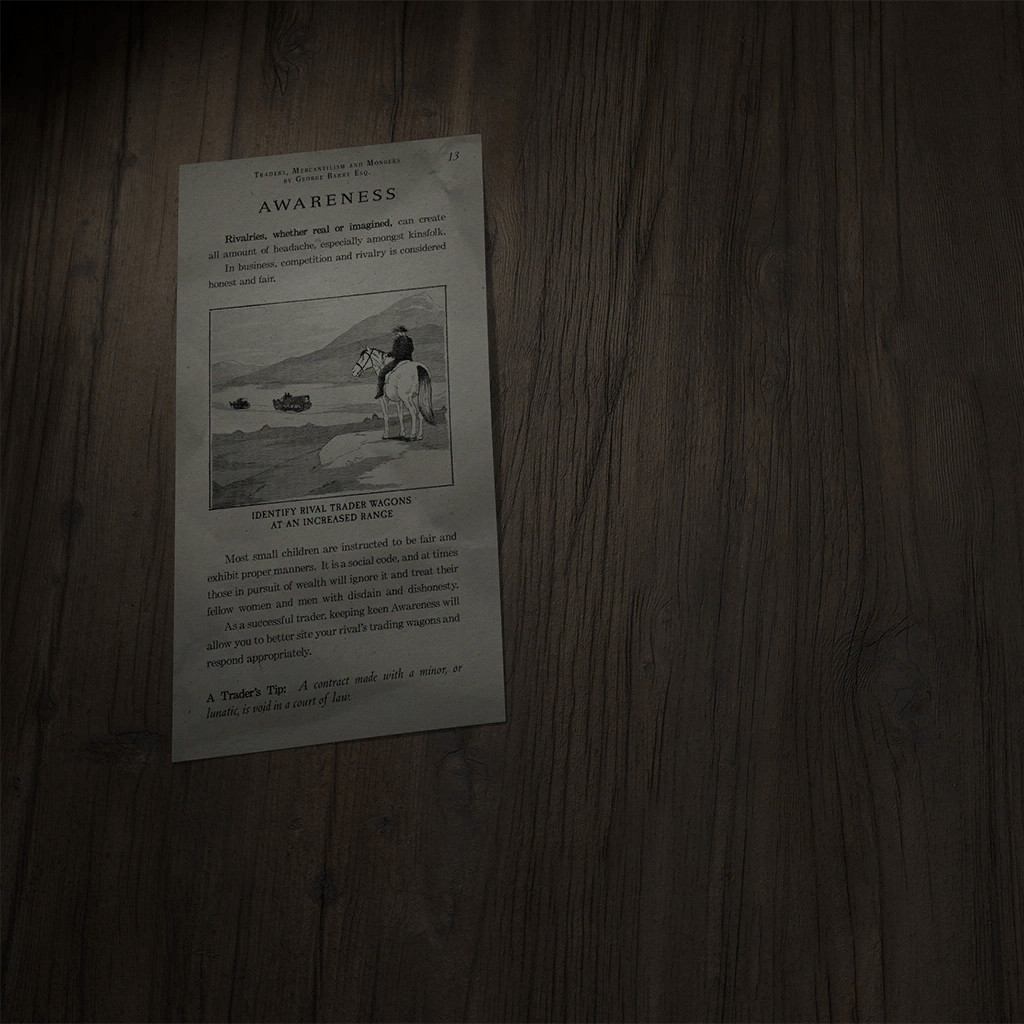 13
Traders, Mercantilism and Mongers
by George Barry Esq.
AWARENESS
Rivalries, whether real or imagined, can create
all amount of headache, especially amongst kinsfolk.
In business, competition and rivalry is considered
honest and fair.
IDENTIFY RIVAL TRADER WAGONS
AT AN INCREASED RANGE
Most small children are instructed to be fair and
exhibit proper manners. It is a social code, and at times
those in pursuit of wealth will ignore it and treat their
fellow women and men with disdain and dishonesty.
As a successful trader, keeping keen Awareness will
allow you to better site your rival's trading wagons and
respond appropriately.
A Trader's Tip: A contract made with a minor, or
lunatic, is void in a court of law.